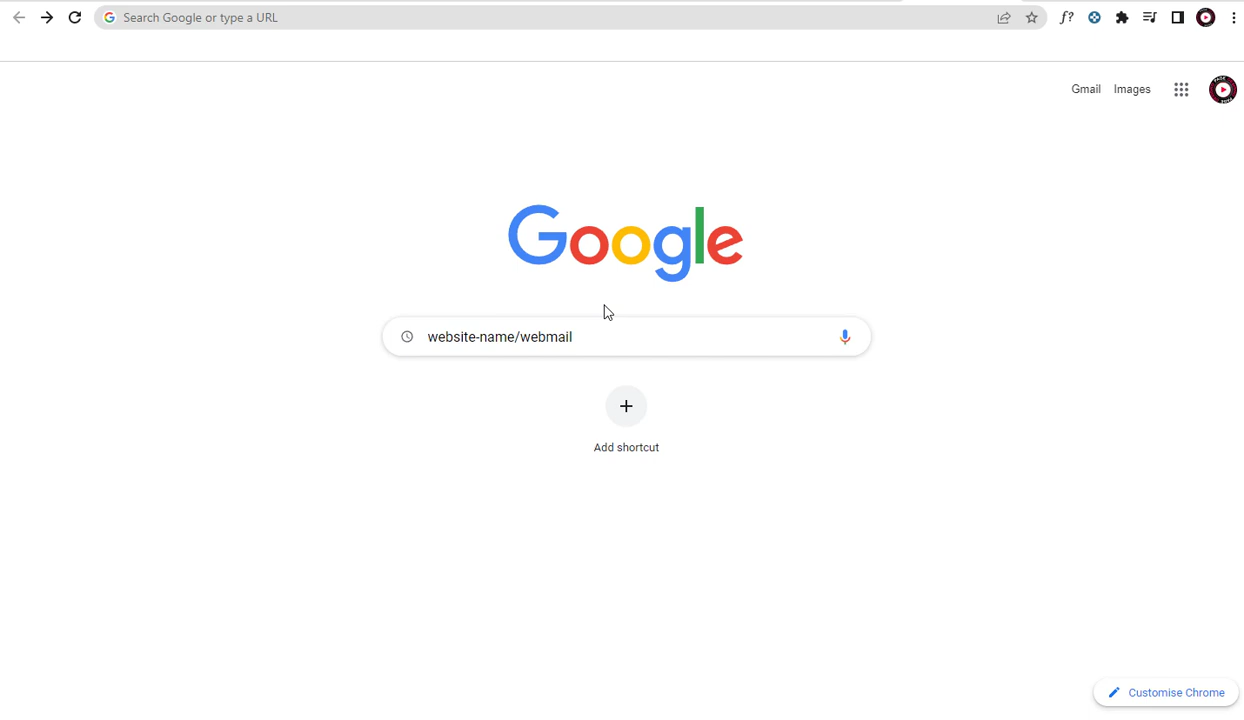 Search Google or type a URL
f?
Gmail Images
Google
website-name/webmail
Add shortcut
Customise Chrome